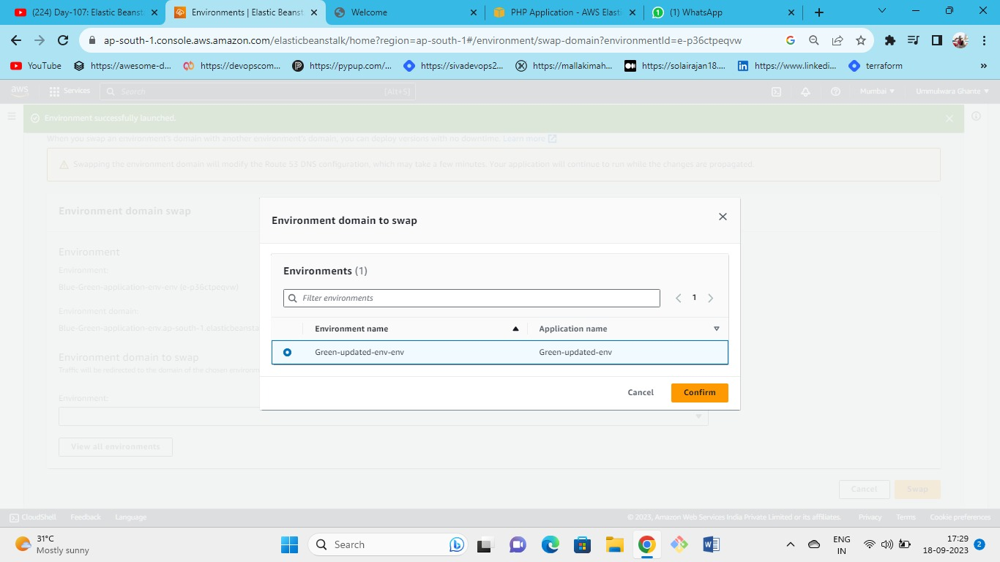 (224) Day-107: Elastic Beanst
Environments | Elastic Beanst
Welcome
PHP Application - AWS Elasti
(1) WhatsApp
ap-south-1.console.aws.amazon.com/elasticbeanstalk/home?region=ap-south-1#/environment/swap-domain?environmentId=e-p36ctpeqvw
YouTube
https://awesome-d...
https://devopscom...
https://pypup.com/...
https://sivadevops2...
https://mallakimah...
https://solairajan18....
https://www.linkedi...
terraform
»
aws
Services
Search
[Alt+S]
Mumbai
Ummulwara Ghante
Environment successfully launched.
When you swap an environment's domain with another environment's domain, you can deploy versions with no downtime. Learn more
Swapping the environment domain will modify the Route 53 DNS configuration, which may take a few minutes. Your application will continue to run while the changes are propagated.
Environment domain swap
Environment
Environment:
Blue-Green-application-env-env (e-p36ctpeqvw)
Environment domain:
Blue-Green-application-env.ap-south-1.elasticbeansta
Environment domain to swap
Traffic will be redirected to the domain of the chosen environm
Environment:
View all environments
Cancel
Swap
Environment domain to swap
Environments (1)
Filter environments
1
Environment name
Application name
Green-updated-env-env
Green-updated-env
Cancel
Confirm
CloudShell
Feedback
Language
© 2023, Amazon Web Services India Private Limited or its affiliates.
Privacy
Terms
Cookie preferences
31°C
Mostly sunny
Search
ENG
IN
17:29
18-09-2023
2